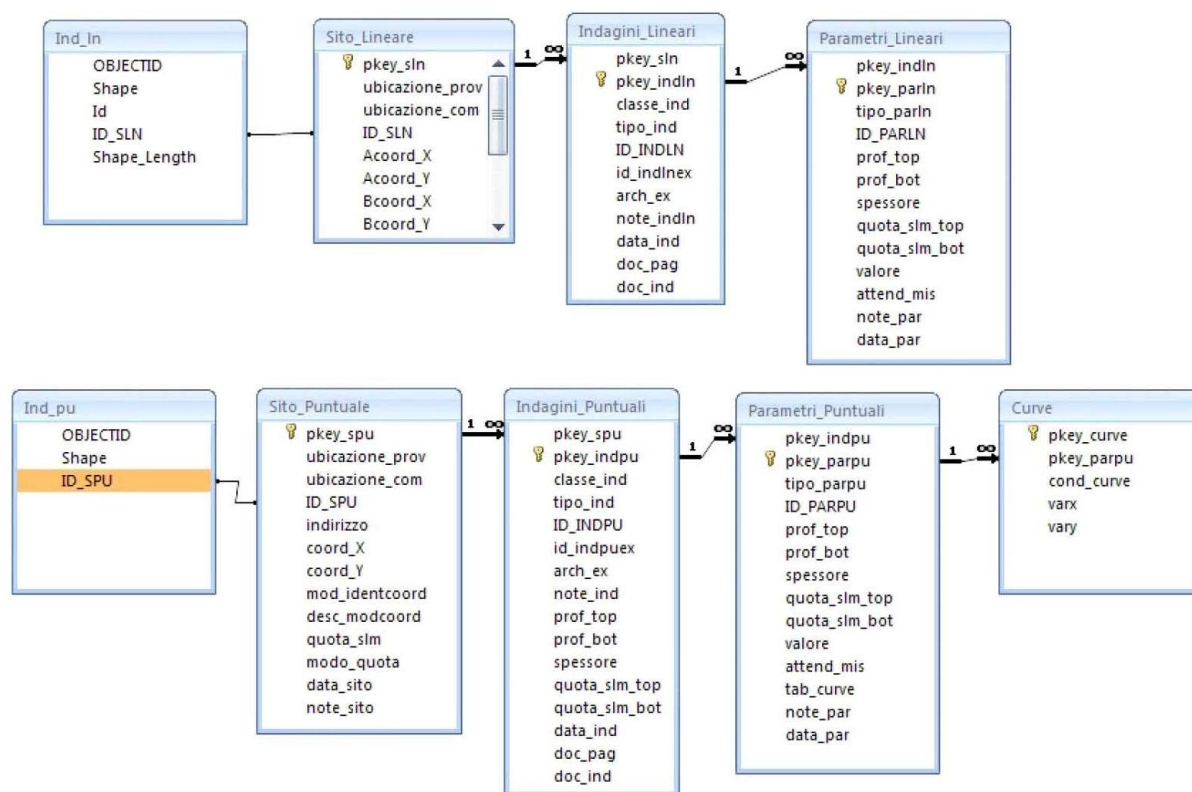 Ind_ln
OBJECTID
Shape
Id
ID_SLN
Shape_Length
Sito_Lineare
pkey_sln
ubicazione_prov
ubicazione_com
ID_SLN
Acoord_X
Acoord_Y
Bcoord_X
Bcoord_Y
1
∞
Indagini_Lineari
pkey_sln
pkey_indln
classe_ind
tipo_ind
ID_INDLN
id_indlnex
arch_ex
note_indln
data_ind
doc_pag
doc_ind
1
∞
Parametri_Lineari
pkey_indln
pkey_parln
tipo_parln
ID_PARLN
prof_top
prof_bot
spessore
quota_slm_top
quota_slm_bot
valore
attend_mis
note_par
data_par
Ind_pu
OBJECTID
Shape
ID_SPU
Sito_Puntuale
pkey_spu
ubicazione_prov
ubicazione_com
ID_SPU
indirizzo
coord_X
coord_Y
mod_identcoord
desc_modcoord
quota_slm
modo_quota
data_sito
note_sito
1
∞
Indagini_Puntuali
pkey_spu
pkey_indpu
classe_ind
tipo_ind
ID_INDPU
id_indpuex
arch_ex
note_ind
prof_top
prof_bot
spessore
quota_slm_top
quota_slm_bot
data_ind
doc_pag
doc_ind
1
∞
Parametri_Puntuali
pkey_indpu
pkey_parpu
tipo_parpu
ID_PARPU
prof_top
prof_bot
spessore
quota_slm_top
quota_slm_bot
valore
attend_mis
tab_curve
note_par
data_par
1
∞
Curve
pkey_curve
pkey_parpu
cond_curve
varx
vary